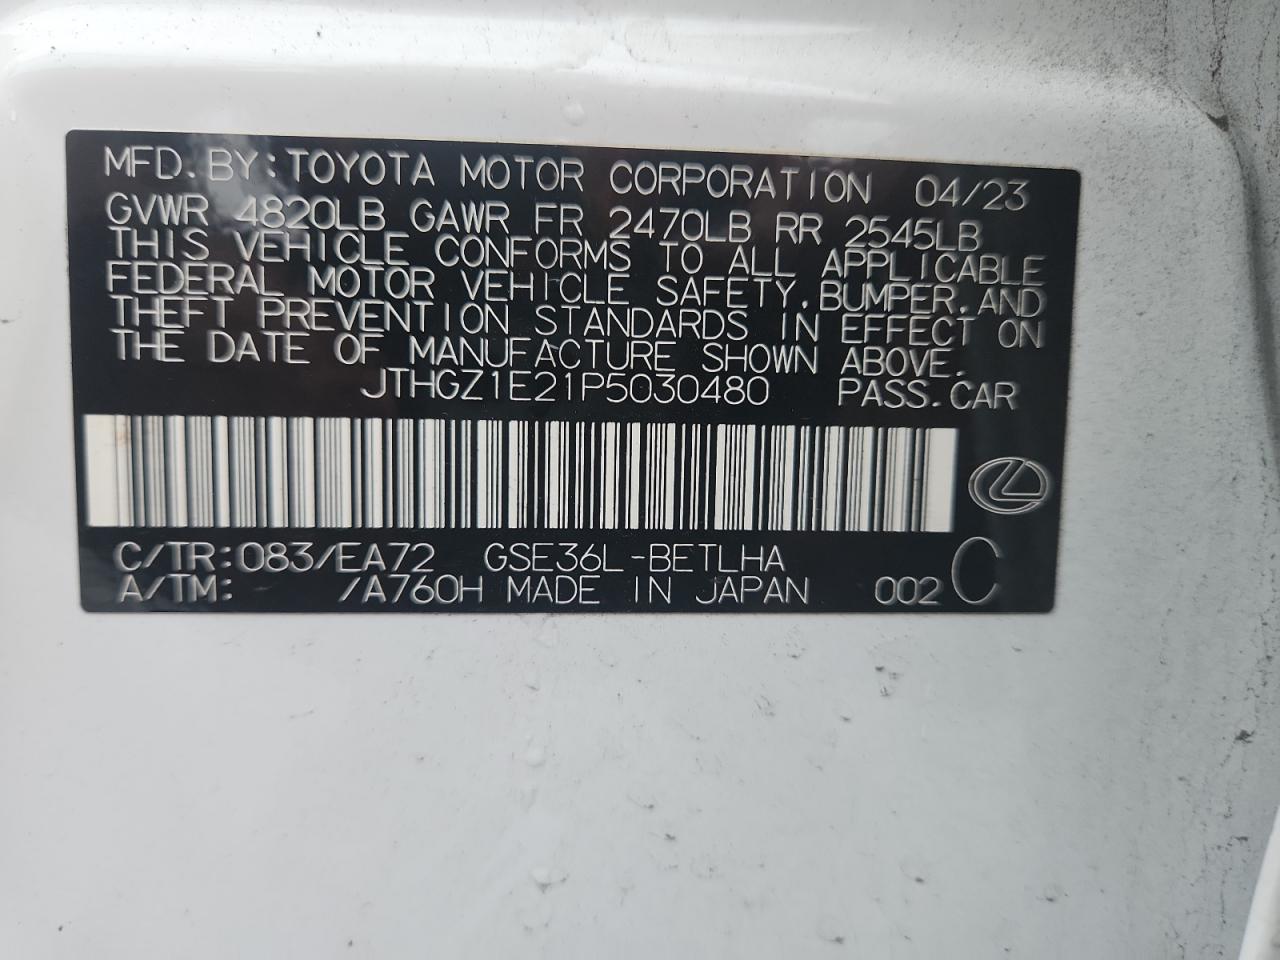 MFD. BY: TOYOTA MOTOR CORPORATION 04/23
GVWR 4820LB GAWR FR 2470LB RR 2545LB
THIS VEHICLE CONFORMS TO ALL APPLICABLE
FEDERAL MOTOR VEHICLE SAFETY, BUMPER, AND
THEFT PREVENTION STANDARDS IN EFFECT ON
THE DATE OF MANUFACTURE SHOWN ABOVE.
JTHGZ1E21P5030480 PASS. CAR
C/TR: 083/EA72 GSE36L-BETLHA
A/TM: /A760H MADE IN JAPAN 002 C